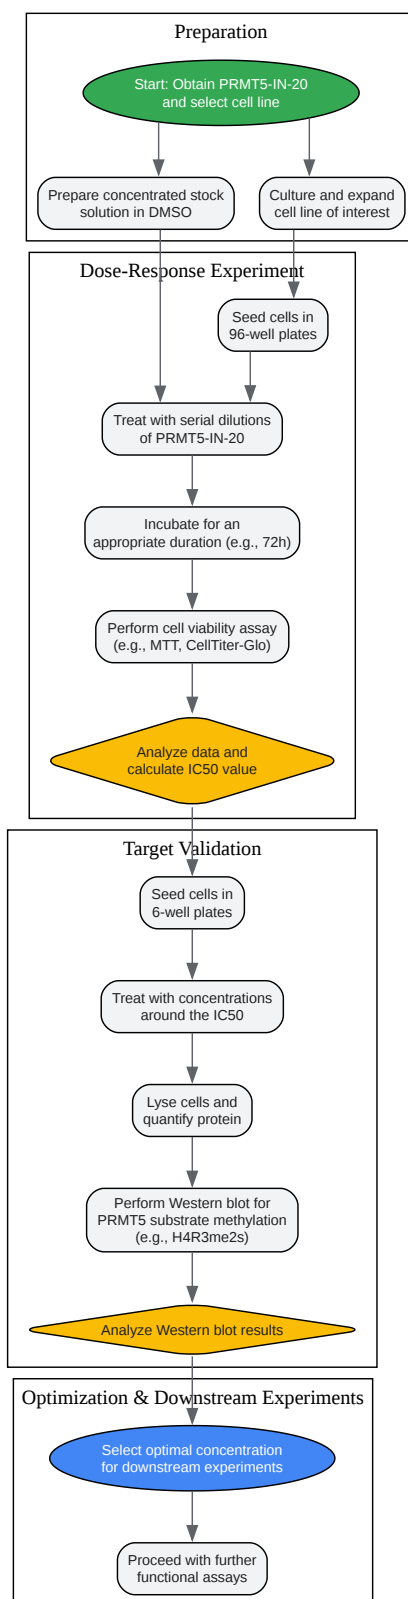 Preparation
Start: Obtain PRMT5-IN-20
and select cell line
Prepare concentrated stock
solution in DMSO
Culture and expand
cell line of interest
Dose-Response Experiment
Seed cells in
96-well plates
Treat with serial dilutions
of PRMT5-IN-20
Incubate for an
appropriate duration (e.g., 72h)
Perform cell viability assay
(e.g., MTT, CellTiter-Glo)
Analyze data and
calculate IC50 value
Target Validation
Seed cells in
6-well plates
Treat with concentrations
around the IC50
Lyse cells and
quantify protein
Perform Western blot for
PRMT5 substrate methylation
(e.g., H4R3me2s)
Analyze Western blot results
Optimization & Downstream Experiments
Select optimal concentration
for downstream experiments
Proceed with further
functional assays